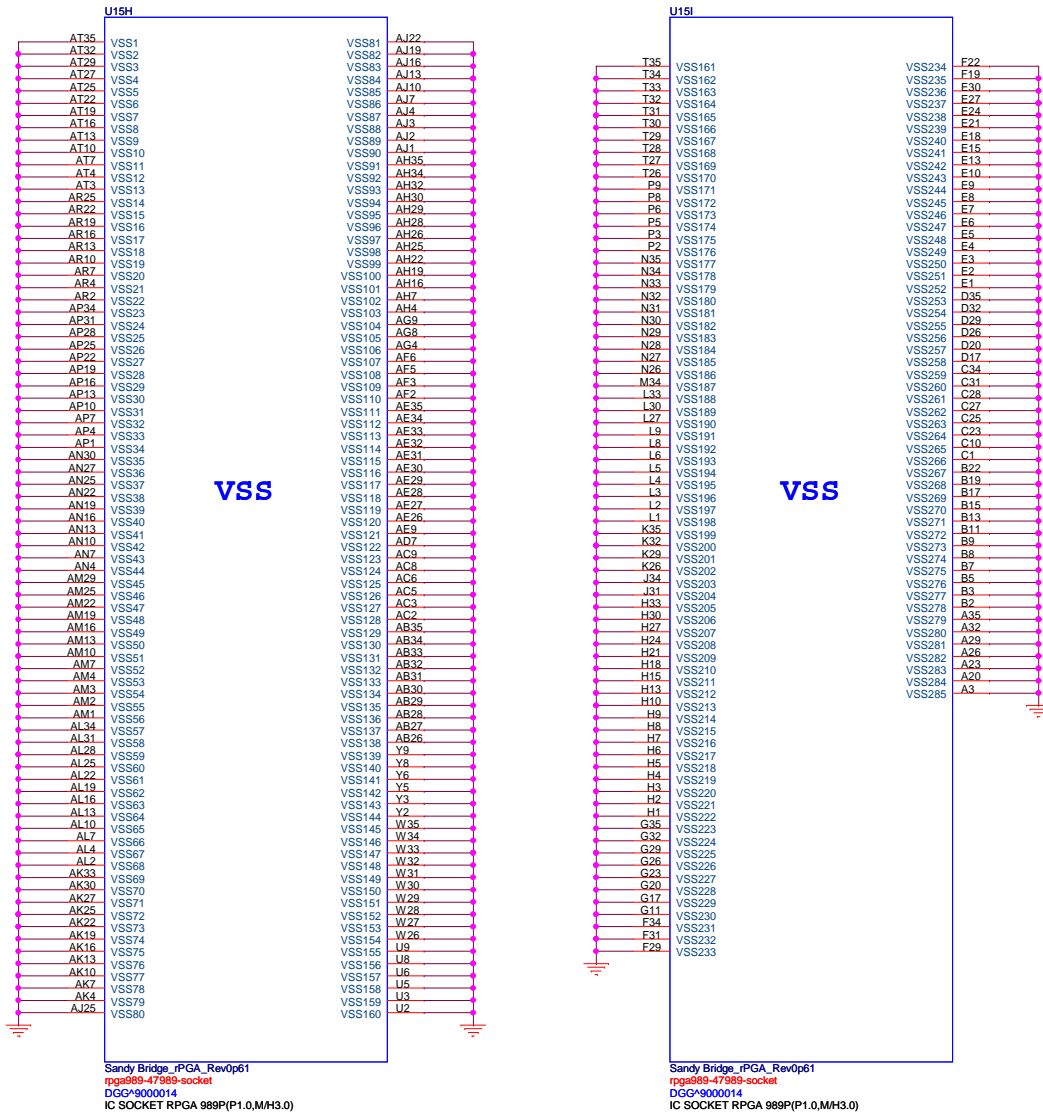 U15H
AT35 VSS1 VSS81 AJ22
AT32 VSS2 VSS82 AJ19
AT29 VSS3 VSS83 AJ16
AT27 VSS4 VSS84 AJ13
AT25 VSS5 VSS85 AJ10
AT22 VSS6 VSS86 AJ7
AT19 VSS7 VSS87 AJ4
AT16 VSS8 VSS88 AJ3
AT13 VSS9 VSS89 AJ2
AT10 VSS10 VSS90 AJ1
AT7 VSS11 VSS91 AH35
AT4 VSS12 VSS92 AH34
AT3 VSS13 VSS93 AH32
AR25 VSS14 VSS94 AH30
AR22 VSS15 VSS95 AH29
AR19 VSS16 VSS96 AH28
AR16 VSS17 VSS97 AH26
AR13 VSS18 VSS98 AH25
AR10 VSS19 VSS99 AH22
AR7 VSS20 VSS100 AH19
AR4 VSS21 VSS101 AH16
AR2 VSS22 VSS102 AH7
AP34 VSS23 VSS103 AH4
AP31 VSS24 VSS104 AG9
AP28 VSS25 VSS105 AG8
AP25 VSS26 VSS106 AG4
AP22 VSS27 VSS107 AF6
AP19 VSS28 VSS108 AF5
AP16 VSS29 VSS109 AF3
AP13 VSS30 VSS110 AF2
AP10 VSS31 VSS111 AE35
AP7 VSS32 VSS112 AE34
AP4 VSS33 VSS113 AE33
AP1 VSS34 VSS114 AE32
AN30 VSS35 VSS115 AE31
AN27 VSS36 VSS116 AE30
AN25 VSS37 VSS117 AE29
VSS
AN22 VSS38 VSS118 AE28
AN19 VSS39 VSS119 AE27
AN16 VSS40 VSS120 AE26
AN13 VSS41 VSS121 AE9
AN10 VSS42 VSS122 AD7
AN7 VSS43 VSS123 AC9
AN4 VSS44 VSS124 AC8
AM29 VSS45 VSS125 AC6
AM25 VSS46 VSS126 AC5
AM22 VSS47 VSS127 AC3
AM19 VSS48 VSS128 AC2
AM16 VSS49 VSS129 AB35
AM13 VSS50 VSS130 AB34
AM10 VSS51 VSS131 AB33
AM7 VSS52 VSS132 AB32
AM4 VSS53 VSS133 AB31
AM3 VSS54 VSS134 AB30
AM2 VSS55 VSS135 AB29
AM1 VSS56 VSS136 AB28
AL34 VSS57 VSS137 AB27
AL31 VSS58 VSS138 AB26
AL28 VSS59 VSS139 Y9
AL25 VSS60 VSS140 Y8
AL22 VSS61 VSS141 Y6
AL19 VSS62 VSS142 Y5
AL16 VSS63 VSS143 Y3
AL13 VSS64 VSS144 Y2
AL10 VSS65 VSS145 W35
AL7 VSS66 VSS146 W34
AL4 VSS67 VSS147 W33
AL2 VSS68 VSS148 W32
AK33 VSS69 VSS149 W31
AK30 VSS70 VSS150 W30
AK27 VSS71 VSS151 W29
AK25 VSS72 VSS152 W28
AK22 VSS73 VSS153 W27
AK19 VSS74 VSS154 W26
AK16 VSS75 VSS155 U9
AK13 VSS76 VSS156 U8
AK10 VSS77 VSS157 U6
AK7 VSS78 VSS158 U5
AK4 VSS79 VSS159 U3
AJ25 VSS80 VSS160 U2
Sandy Bridge_rPGA_Rev0p61
rpga989-47989-socket
DGG^9000014
IC SOCKET RPGA 989P(P1.0,M/H3.0)
U15I
T35 VSS161 VSS234 F22
T34 VSS162 VSS235 F19
T33 VSS163 VSS236 E30
T32 VSS164 VSS237 E27
T31 VSS165 VSS238 E24
T30 VSS166 VSS239 E21
T29 VSS167 VSS240 E18
T28 VSS168 VSS241 E15
T27 VSS169 VSS242 E13
T26 VSS170 VSS243 E10
P9 VSS171 VSS244 E9
P8 VSS172 VSS245 E8
P6 VSS173 VSS246 E7
P5 VSS174 VSS247 E6
P3 VSS175 VSS248 E5
P2 VSS176 VSS249 E4
N35 VSS177 VSS250 E3
N34 VSS178 VSS251 E2
N33 VSS179 VSS252 E1
N32 VSS180 VSS253 D35
N31 VSS181 VSS254 D32
N30 VSS182 VSS255 D29
N29 VSS183 VSS256 D26
N28 VSS184 VSS257 D20
N27 VSS185 VSS258 D17
N26 VSS186 VSS259 C34
M34 VSS187 VSS260 C31
L33 VSS188 VSS261 C28
L30 VSS189 VSS262 C27
L27 VSS190 VSS263 C25
L9 VSS191 VSS264 C23
L8 VSS192 VSS265 C10
L6 VSS193 VSS266 C1
L5 VSS194 VSS267 B22
L4 VSS195 VSS268 B19
VSS
L3 VSS196 VSS269 B17
L2 VSS197 VSS270 B15
L1 VSS198 VSS271 B13
K35 VSS199 VSS272 B11
K32 VSS200 VSS273 B9
K29 VSS201 VSS274 B8
K26 VSS202 VSS275 B7
J34 VSS203 VSS276 B5
J31 VSS204 VSS277 B3
H33 VSS205 VSS278 B2
H30 VSS206 VSS279 A35
H27 VSS207 VSS280 A32
H24 VSS208 VSS281 A29
H21 VSS209 VSS282 A26
H18 VSS210 VSS283 A23
H15 VSS211 VSS284 A20
H13 VSS212 VSS285 A3
H10 VSS213
H9 VSS214
H8 VSS215
H7 VSS216
H6 VSS217
H5 VSS218
H4 VSS219
H3 VSS220
H2 VSS221
H1 VSS222
G35 VSS223
G32 VSS224
G29 VSS225
G26 VSS226
G23 VSS227
G20 VSS228
G17 VSS229
G11 VSS230
F34 VSS231
F31 VSS232
F29 VSS233
Sandy Bridge_rPGA_Rev0p61
rpga989-47989-socket
DGG^9000014
IC SOCKET RPGA 989P(P1.0,M/H3.0)